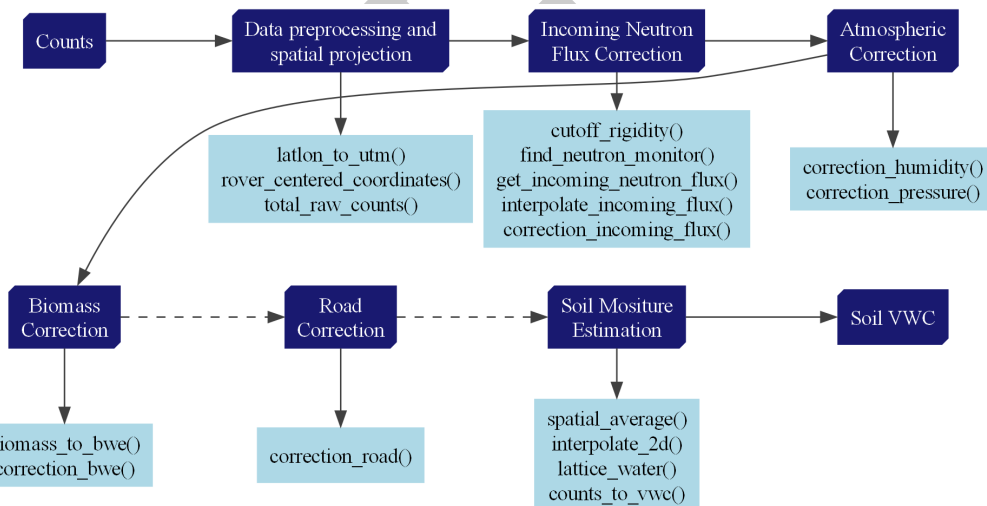 Counts
Data preprocessing and
spatial projection
Incoming Neutron
Flux Correction
Atmospheric
Correction
latlon_to_utm()
rover_centered_coordinates()
total_raw_counts()
cutoff_rigidity()
find_neutron_monitor()
get_incoming_neutron_flux()
interpolate_incoming_flux()
correction_incoming_flux()
correction_humidity()
correction_pressure()
Biomass
Correction
Road
Correction
Soil Mositure
Estimation
Soil VWC
iomass_to_bwe()
correction_bwe()
correction_road()
spatial_average()
interpolate_2d()
lattice_water()
counts_to_vwc()